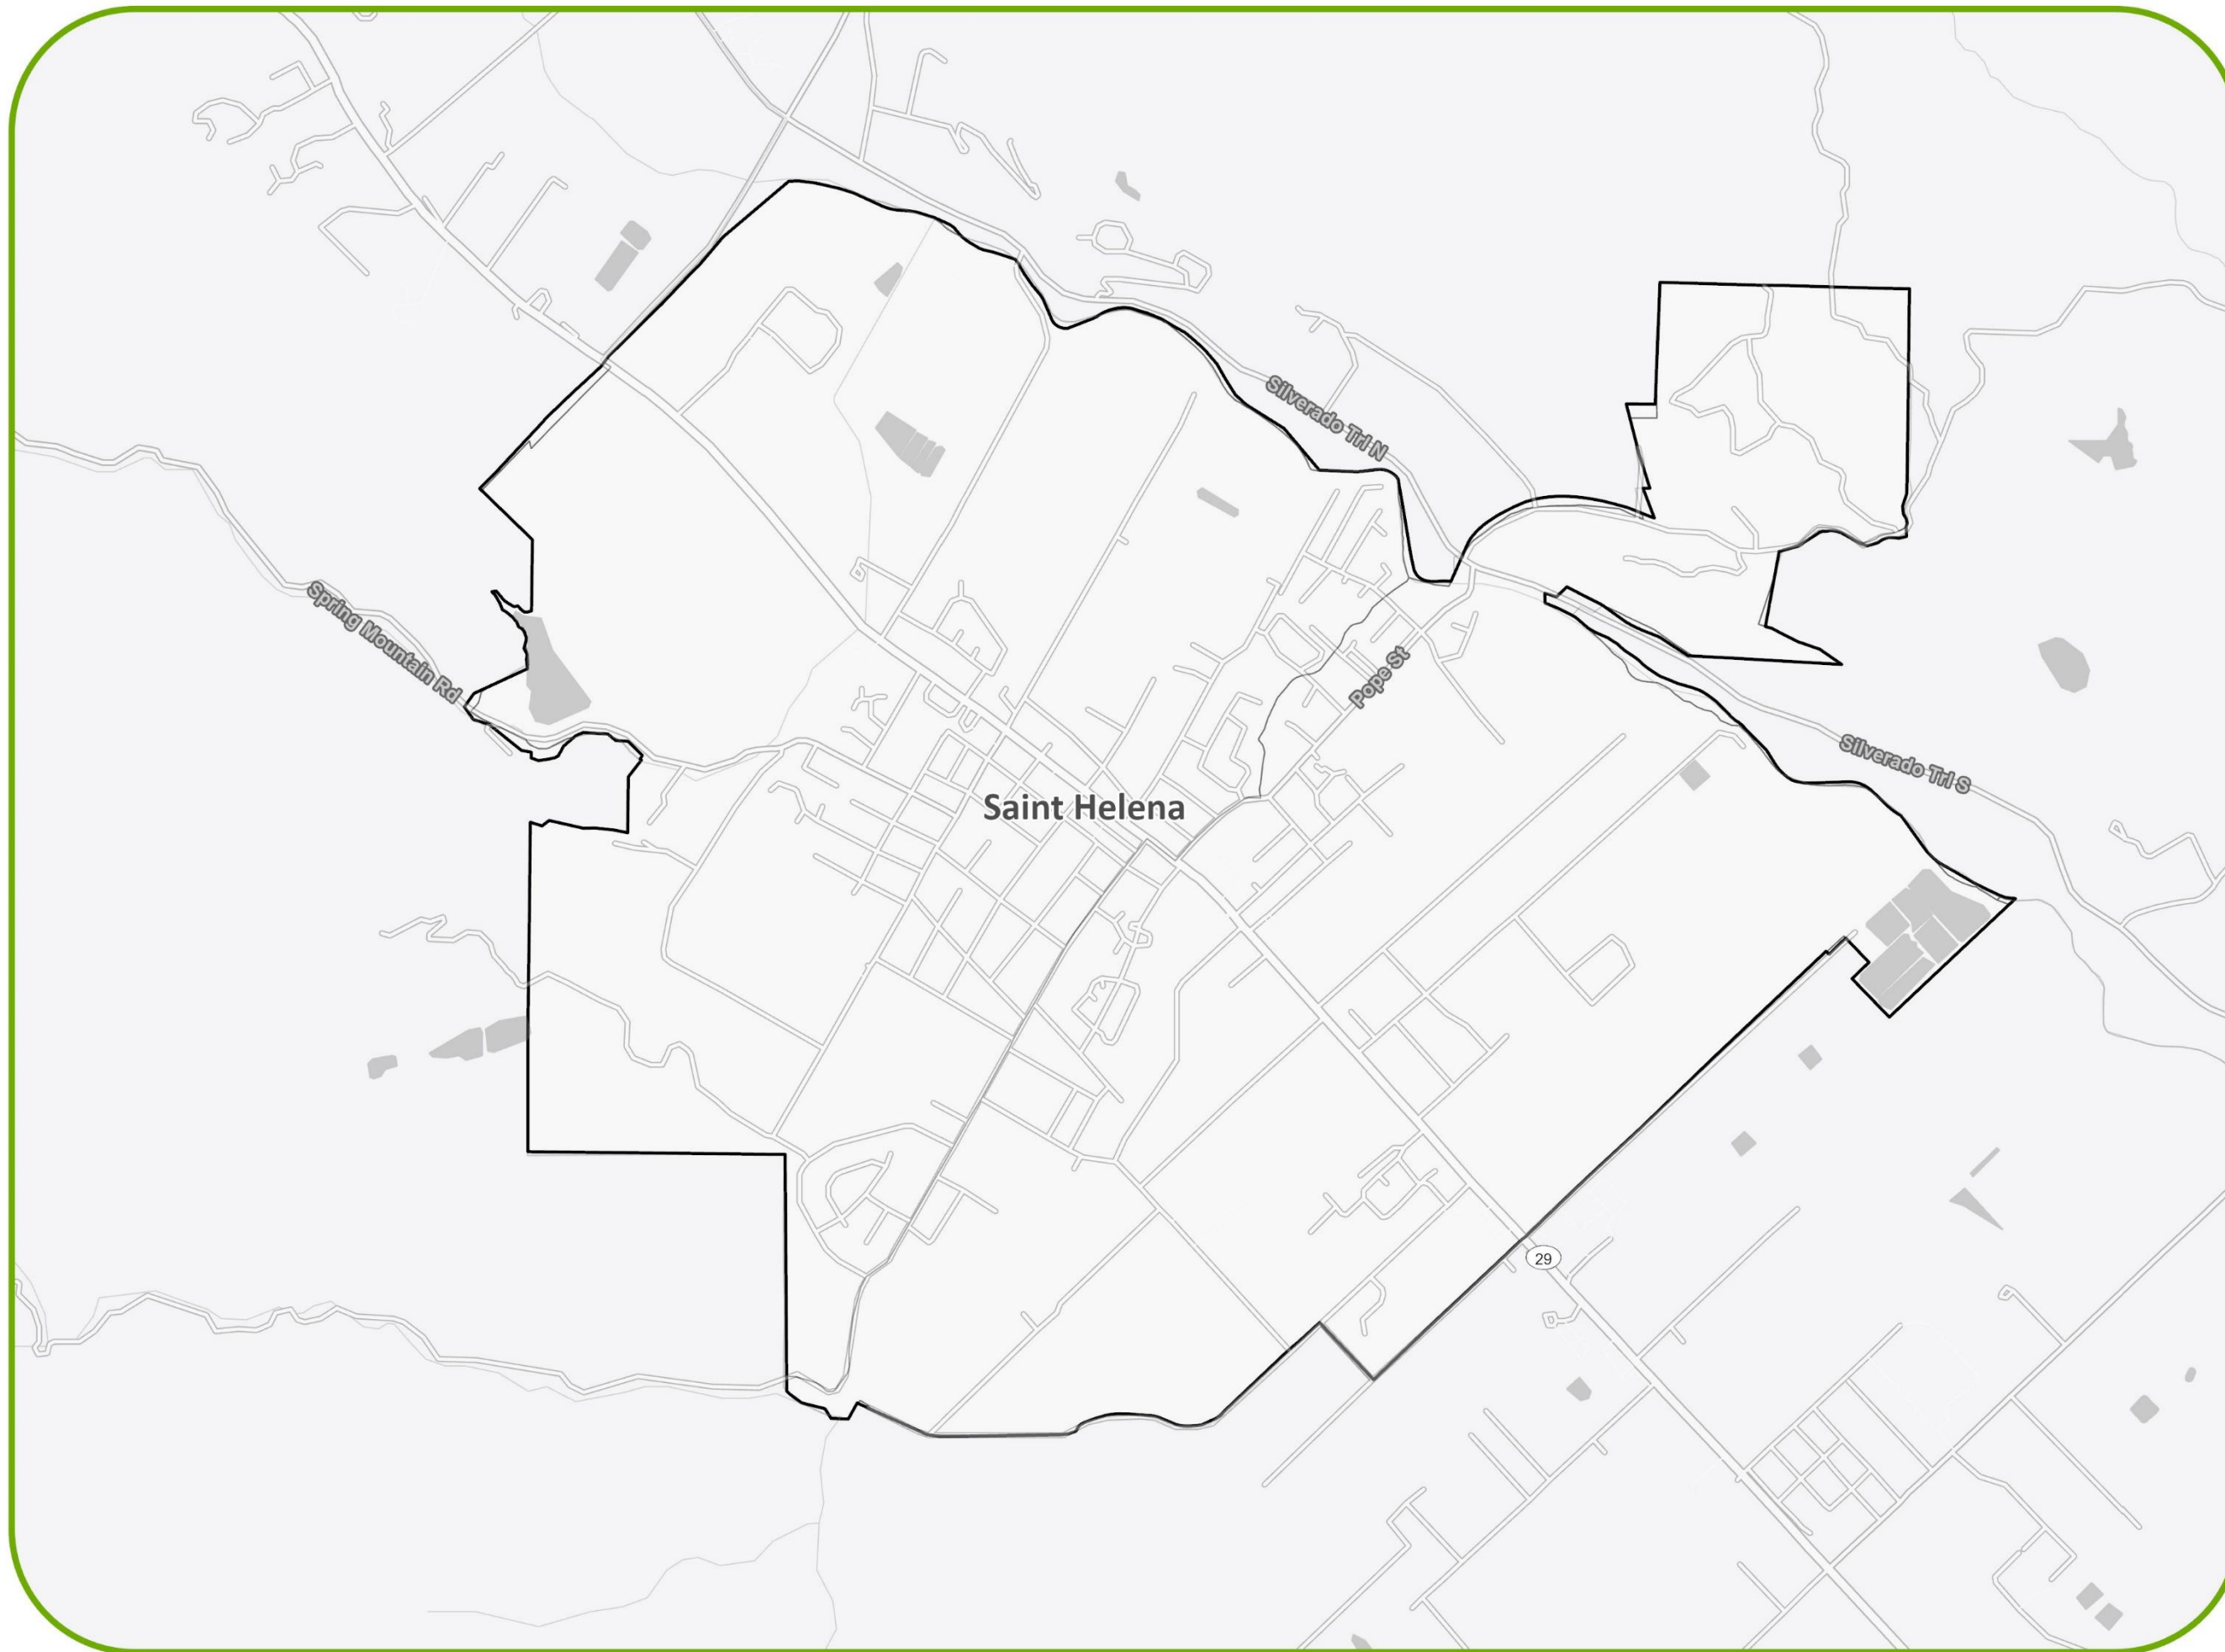 Silverado Trl N
Spring Mountain Rd
Pope St
Silverado Trl S
Saint Helena
29